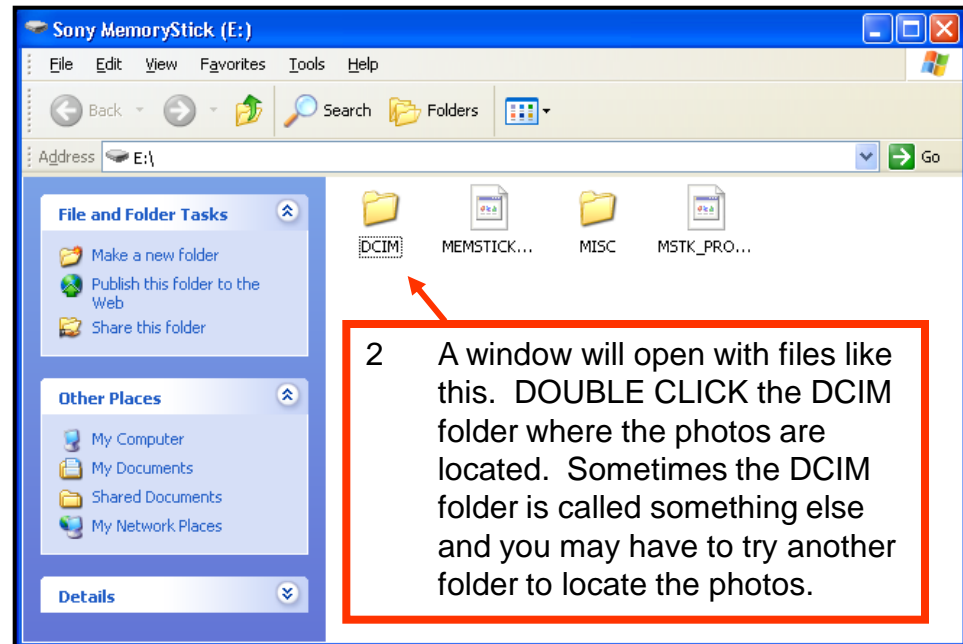 Sony MemoryStick (E:)
File Edit View Favorites Tools Help
Back Search Folders
Address E:\ Go
File and Folder Tasks
Make a new folder
Publish this folder to the
Web
Share this folder
Other Places
My Computer
My Documents
Shared Documents
My Network Places
Details
DCIM MEMSTICK... MISC MSTK_PRO...
2 A window will open with files like
this. DOUBLE CLICK the DCIM
folder where the photos are
located. Sometimes the DCIM
folder is called something else
and you may have to try another
folder to locate the photos.